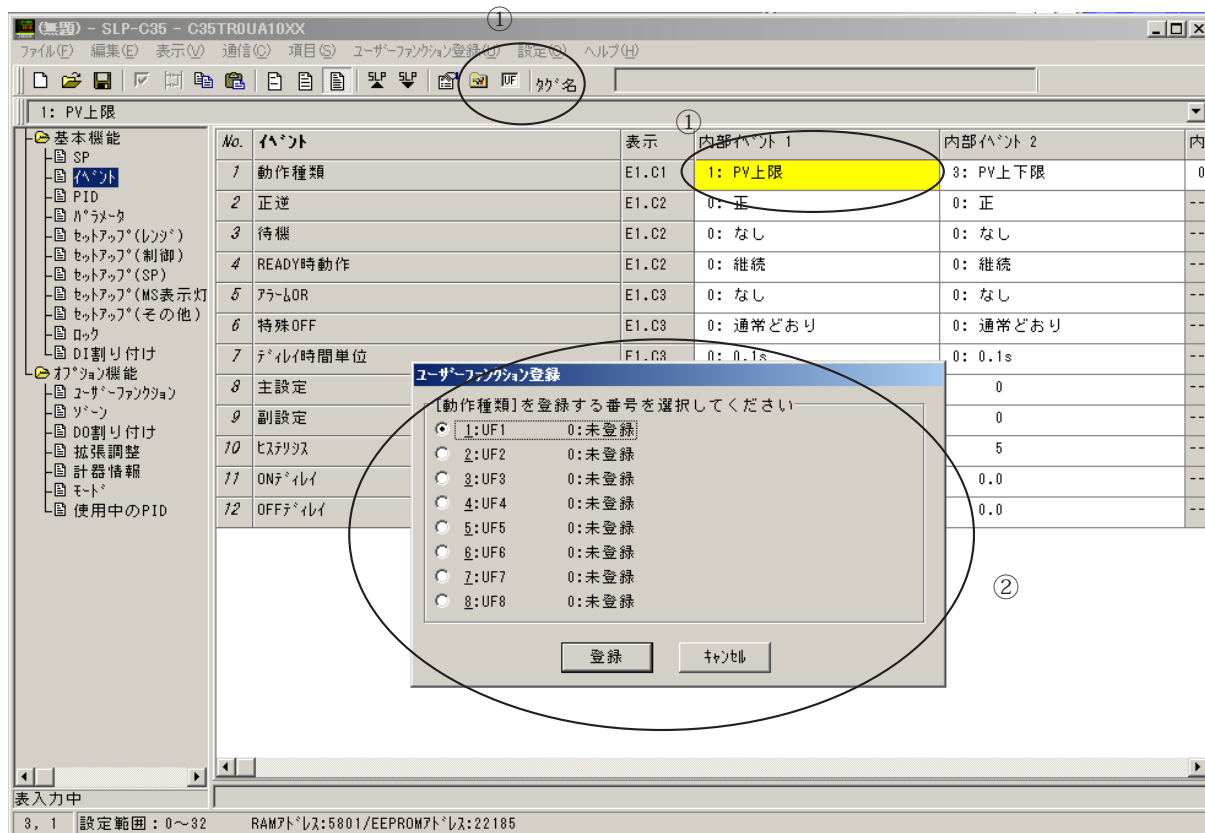 ①
(無題) - SLP-C35 - C35TR0UA10XX
ﾌｧｲﾙ(F) 編集(E) 表示(V) 通信(C) 項目(S) ユーザーファンクション登録(U) 設定(O) ヘルプ(H)
SLP SLP UF ﾀｸﾞ名
1: PV上限
①
基本機能
SP
ｲﾍﾞﾝﾄ
PID
ﾊﾟﾗﾒｰﾀ
ｾｯﾄｱｯﾌﾟ(ﾚﾝｼﾞ)
ｾｯﾄｱｯﾌﾟ(制御)
ｾｯﾄｱｯﾌﾟ(SP)
ｾｯﾄｱｯﾌﾟ(MS表示灯
ｾｯﾄｱｯﾌﾟ(その他)
ﾛｯｸ
DI割り付け
ｵﾌﾟｼｮﾝ機能
ﾕｰｻﾞｰﾌｧﾝｸｼｮﾝ
ｿﾞｰﾝ
DO割り付け
拡張調整
計器情報
ﾓｰﾄﾞ
使用中のPID
No. ｲﾍﾞﾝﾄ 表示 内部ｲﾍﾞﾝﾄ 1 内部ｲﾍﾞﾝﾄ 2 内
1 動作種類 E1.C1 1: PV上限 3: PV上下限 0
2 正逆 E1.C2 0: 正 0: 正 --
3 待機 E1.C2 0: なし 0: なし --
4 READY時動作 E1.C2 0: 継続 0: 継続 --
5 ｱﾗｰﾑOR E1.C3 0: なし 0: なし --
6 特殊OFF E1.C3 0: 通常どおり 0: 通常どおり --
7 ﾃﾞｨﾚｲ時間単位 E1.C3 0: 0.1s 0: 0.1s --
8 主設定 0 --
9 副設定 0 --
10 ﾋｽﾃﾘｼｽ 5 --
11 ONﾃﾞｨﾚｲ 0.0 --
12 OFFﾃﾞｨﾚｲ 0.0 --
ユーザーファンクション登録
[動作種類]を登録する番号を選択してください
1:UF1 0:未登録
2:UF2 0:未登録
3:UF3 0:未登録
4:UF4 0:未登録
5:UF5 0:未登録
6:UF6 0:未登録
7:UF7 0:未登録
8:UF8 0:未登録
登録 ｷｬﾝｾﾙ
②
表入力中
3, 1 設定範囲：0～32 RAMｱﾄﾞﾚｽ:5801/EEPROMｱﾄﾞﾚｽ:22185